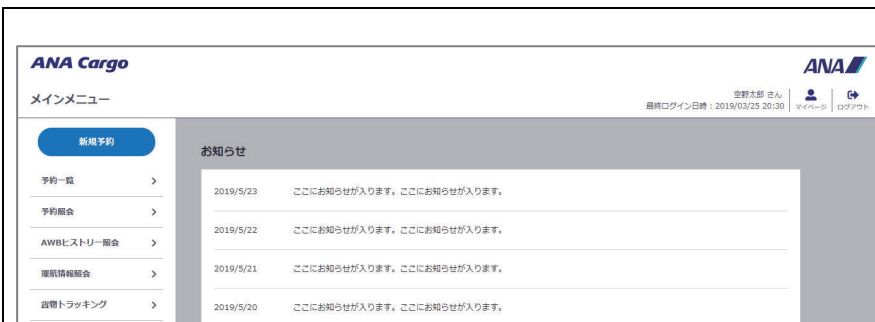 ANA Cargo
ANA
メインメニュー
空野太郎 さん
最終ログイン日時：2019/03/25 20:30
マイページ
ログアウト
新規予約
お知らせ
予約一覧
2019/5/23 ここにお知らせが入ります。ここにお知らせが入ります。
予約照会
2019/5/22 ここにお知らせが入ります。ここにお知らせが入ります。
AWBヒストリー照会
2019/5/21 ここにお知らせが入ります。ここにお知らせが入ります。
運航情報照会
貨物トラッキング
2019/5/20 ここにお知らせが入ります。ここにお知らせが入ります。